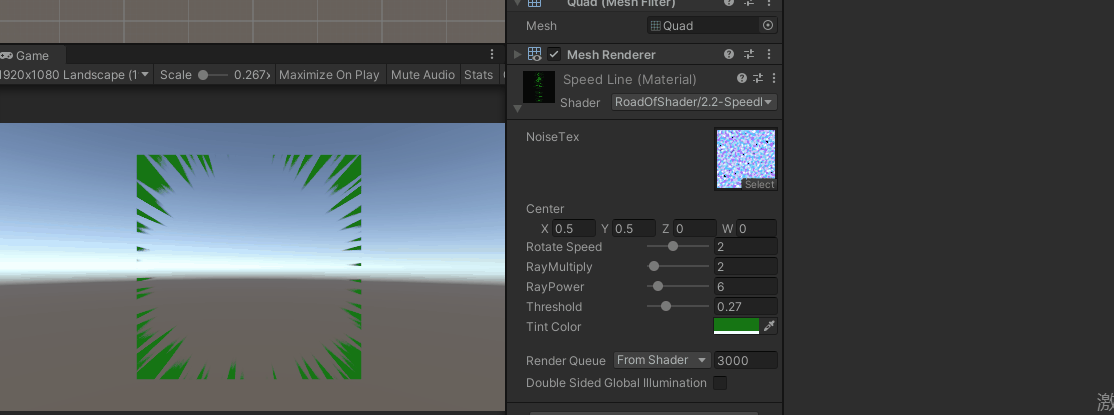 Quad (Mesh Filter)
Mesh
Quad
Game
1920x1080 Landscape (1
Scale
0.267x
Maximize On Play
Mute Audio
Stats
Mesh Renderer
Speed Line (Material)
Shader
RoadOfShader/2.2-Speedl
NoiseTex
Select
Center
X 0.5 Y 0.5 Z 0 W 0
Rotate Speed 2
RayMultiply 2
RayPower 6
Threshold 0.27
Tint Color
Render Queue From Shader 3000
Double Sided Global Illumination
激